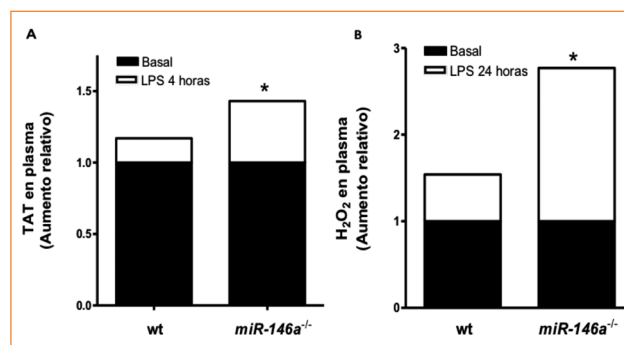 A
Basal
LPS 4 horas
TAT en plasma
(Aumento relativo)
1.5
1.0
0.5
0.0
*
wt
miR-146a-/-
B
Basal
LPS 24 horas
H2O2 en plasma
(Aumento relativo)
3
2
1
0
*
wt
miR-146a-/-